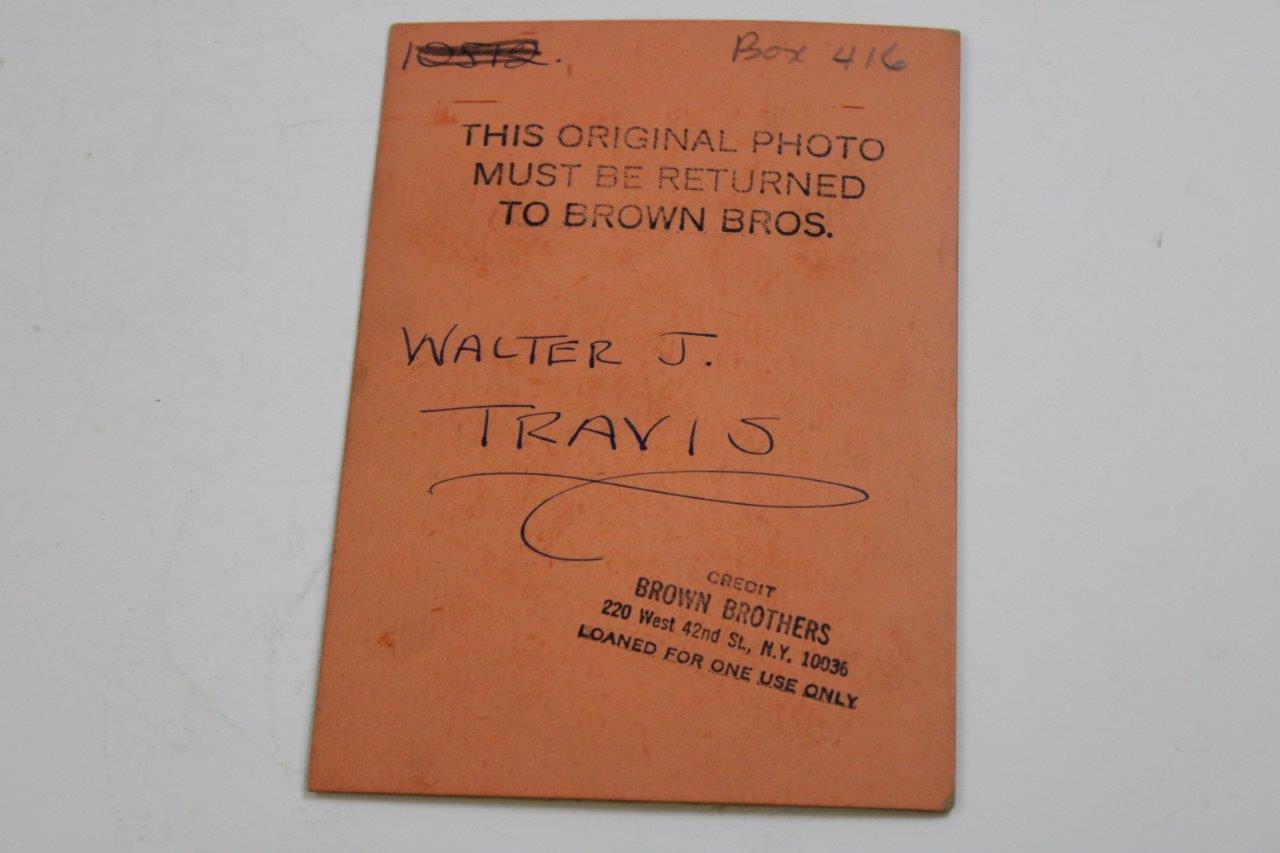 Box 416
THIS ORIGINAL PHOTO
MUST BE RETURNED
TO BROWN BROS.
WALTER J.
TRAVIS
CREDIT
BROWN BROTHERS
220 West 42nd St., N.Y. 10036
LOANED FOR ONE USE ONLY